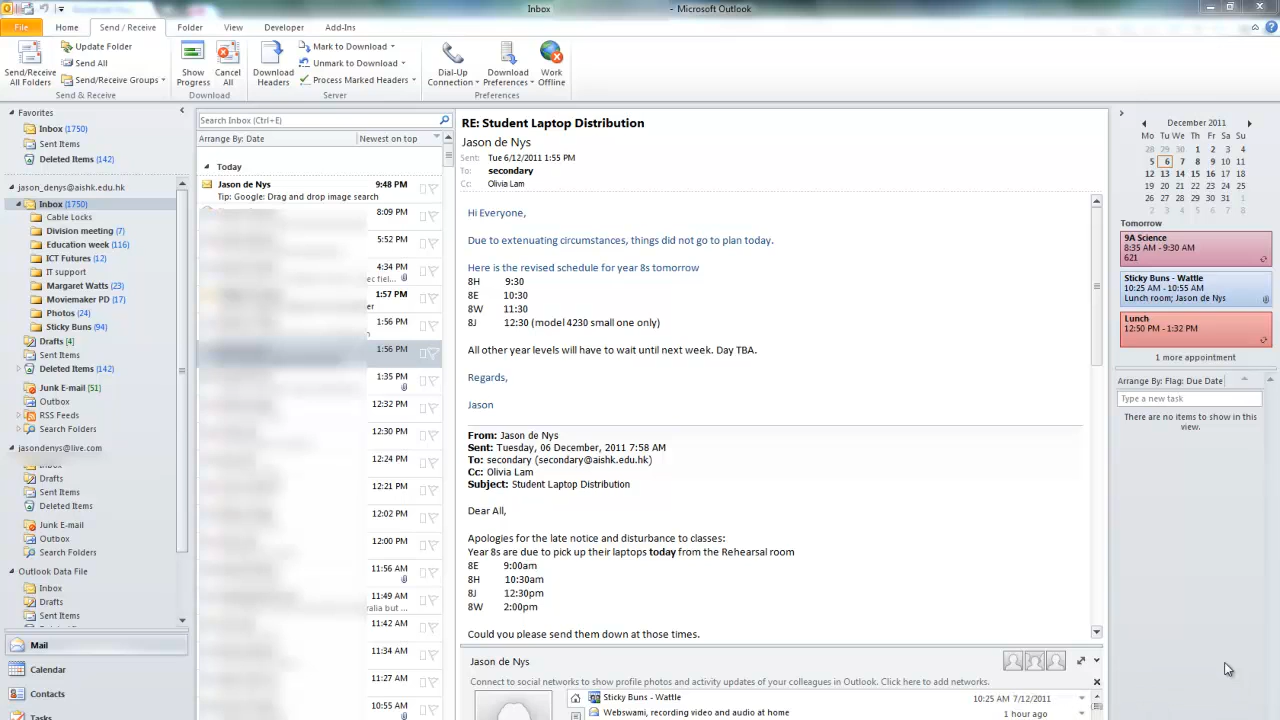 Inbox - Microsoft Outlook
File Home Send / Receive Folder View Developer Add-Ins
Send/Receive All Folders
Update Folder
Send All
Send/Receive Groups
Send & Receive
Show Progress
Cancel All
Download
Download Headers
Mark to Download
Unmark to Download
Process Marked Headers
Server
Dial-Up Connection
Download Preferences
Work Offline
Preferences
Favorites
Inbox (1750)
Sent Items
Deleted Items (142)
jason_denys@aishk.edu.hk
Inbox (1750)
Cable Locks
Division meeting (7)
Education week (116)
ICT Futures (12)
IT support
Margaret Watts (23)
Moviemaker PD (17)
Photos (24)
Sticky Buns (94)
Drafts [4]
Sent Items
Deleted Items (142)
Junk E-mail [51]
Outbox
RSS Feeds
Search Folders
jasondenys@live.com
Inbox
Drafts
Sent Items
Deleted Items
Junk E-mail
Outbox
Search Folders
Outlook Data File
Inbox
Drafts
Sent Items
Mail
Calendar
Contacts
Tasks
Search Inbox (Ctrl+E)
Arrange By: Date Newest on top
Today
Jason de Nys 9:48 PM
Tip: Google: Drag and drop image search
8:09 PM
5:52 PM
4:34 PM
ec fiel...
1:57 PM
1:56 PM
1:56 PM
1:35 PM
12:32 PM
12:30 PM
12:24 PM
12:21 PM
12:02 PM
12:00 PM
11:56 AM
11:49 AM
alia but ...
11:42 AM
11:34 AM
11:27 AM
10:55 AM
RE: Student Laptop Distribution
Jason de Nys
Sent: Tue 6/12/2011 1:55 PM
To: secondary
Cc: Olivia Lam
Hi Everyone,
Due to extenuating circumstances, things did not go to plan today.
Here is the revised schedule for year 8s tomorrow
8H 9:30
8E 10:30
8W 11:30
8J 12:30 (model 4230 small one only)
All other year levels will have to wait until next week. Day TBA.
Regards,
Jason
From: Jason de Nys
Sent: Tuesday, 06 December, 2011 7:58 AM
To: secondary (secondary@aishk.edu.hk)
Cc: Olivia Lam
Subject: Student Laptop Distribution
Dear All,
Apologies for the late notice and disturbance to classes:
Year 8s are due to pick up their laptops today from the Rehearsal room
8E 9:00am
8H 10:30am
8J 12:30pm
8W 2:00pm
Could you please send them down at those times.
Jason de Nys
Connect to social networks to show profile photos and activity updates of your colleagues in Outlook. Click here to add networks.
Sticky Buns - Wattle 10:25 AM 7/12/2011
Webswami, recording video and audio at home 1 hour ago
December 2011
Mo Tu We Th Fr Sa Su
28 29 30 1 2 3 4
5 6 7 8 9 10 11
12 13 14 15 16 17 18
19 20 21 22 23 24 25
26 27 28 29 30 31 1
2 3 4 5 6 7 8
Tomorrow
9A Science
8:35 AM - 9:30 AM
621
Sticky Buns - Wattle
10:25 AM - 10:55 AM
Lunch room; Jason de Nys
Lunch
12:50 PM - 1:32 PM
1 more appointment
Arrange By: Flag: Due Date
Type a new task
There are no items to show in this
view.